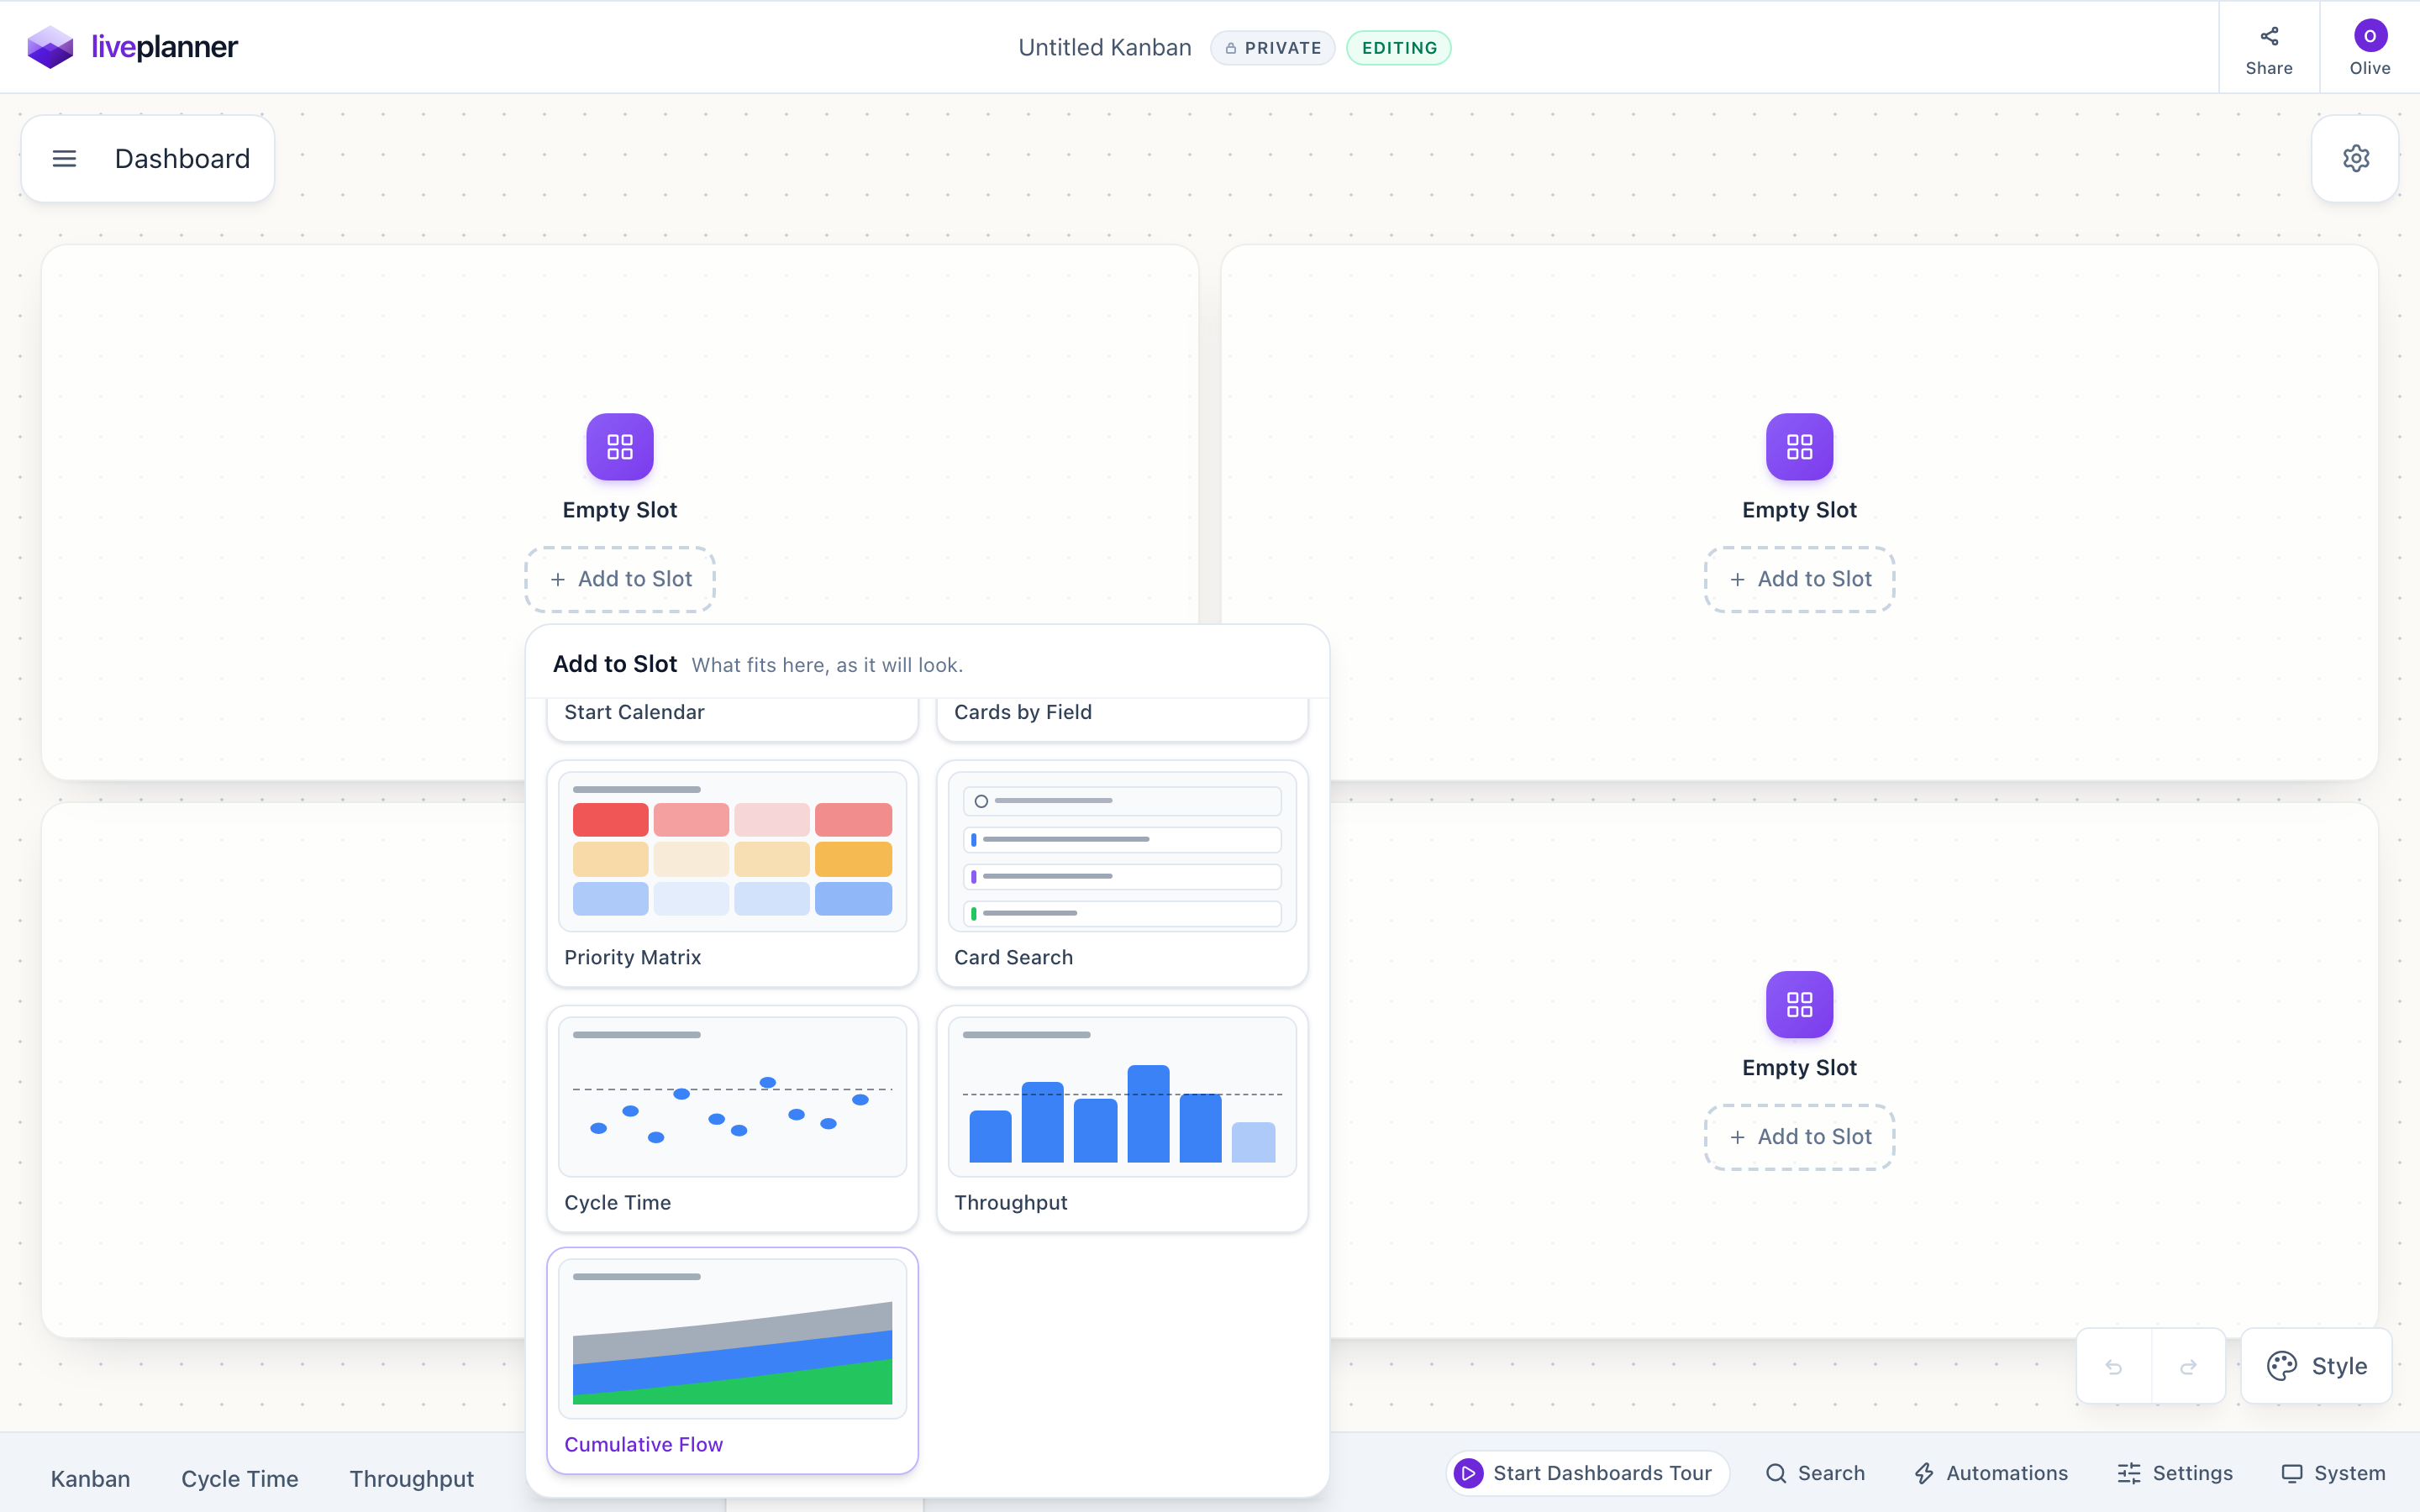 liveplanner
Untitled Kanban
PRIVATE
EDITING
Share
O
Olive
Dashboard
Empty Slot
+ Add to Slot
Empty Slot
+ Add to Slot
Add to Slot What fits here, as it will look.
Start Calendar
Cards by Field
Priority Matrix
Card Search
Cycle Time
Throughput
Cumulative Flow
Empty Slot
+ Add to Slot
Style
Kanban
Cycle Time
Throughput
Start Dashboards Tour
Search
Automations
Settings
System